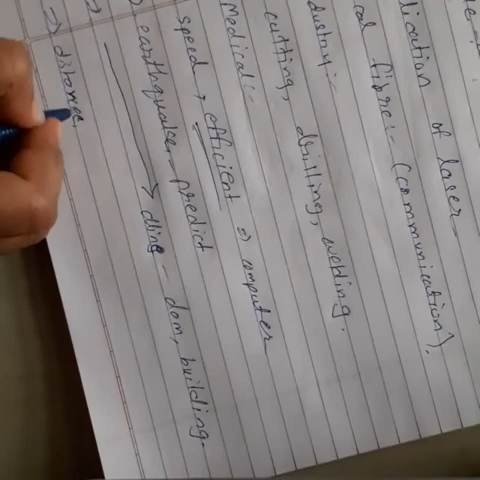 lication of laser-
cal fibre:- (communication).
dustry:-
cutting, drilling, welding.
Medical:-
speed, efficient ⇒ computer
earthquake - predict
→ dline - dam, building.
→ distance,